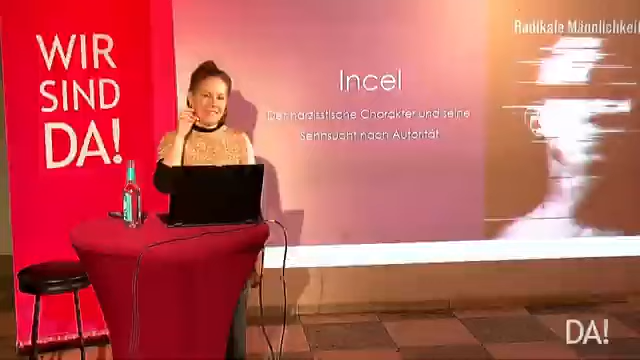 WIR
SIND
DA!
Radikale Männlichkeit
Incel
Der narzisstische Charakter und seine
Sehnsucht nach Autorität
DA!